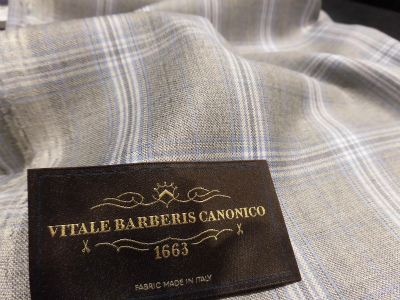 VITALE BARBERIS CANONICO
1663
FABRIC MADE IN ITALY